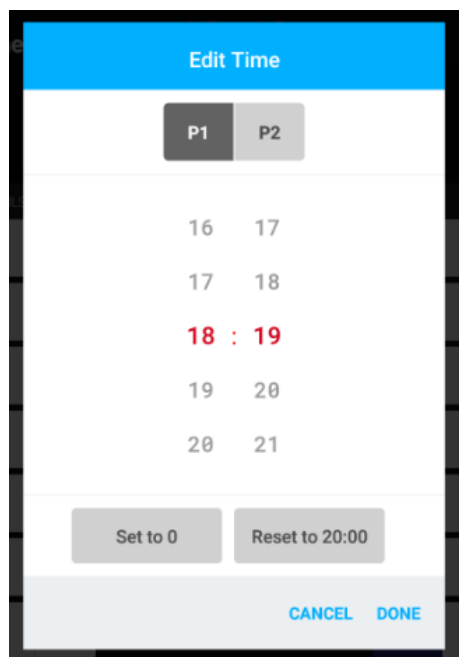 Edit Time
P1 P2
16 17
17 18
18 : 19
19 20
20 21
Set to 0 Reset to 20:00
CANCEL DONE